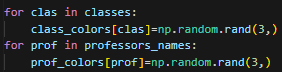 for clas in classes:
    class_colors[clas]=np.random.rand(3,)
for prof in professors_names:
    prof_colors[prof]=np.random.rand(3,)